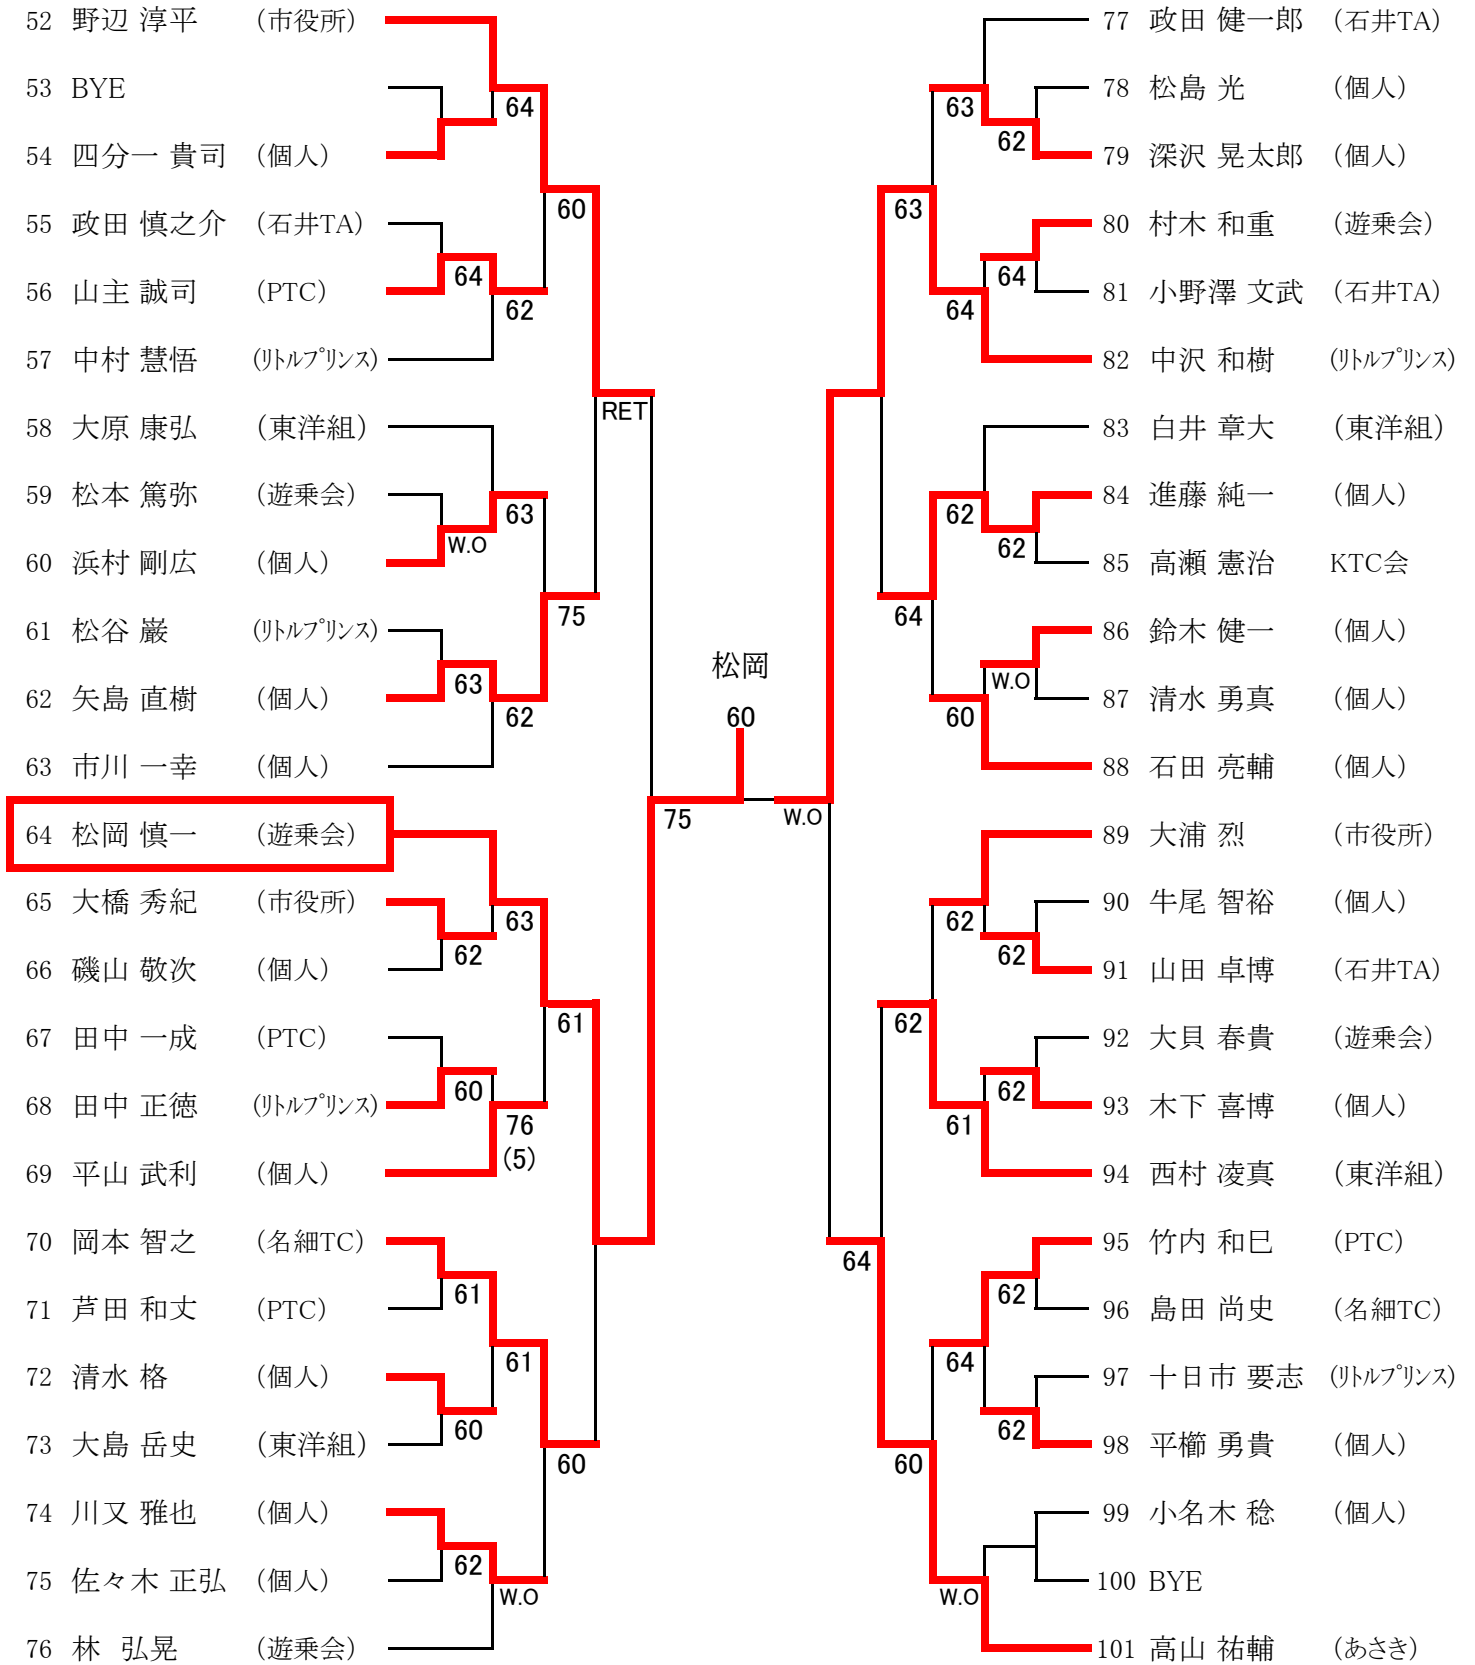 52 野辺 淳平 (市役所)
53 BYE
64
54 四分一 貴司 (個人)
60
55 政田 慎之介 (石井TA)
64
56 山主 誠司 (PTC)
62
57 中村 慧悟 (リトルプリンス)
RET
58 大原 康弘 (東洋組)
59 松本 篤弥 (遊乗会)
63
W.O
60 浜村 剛広 (個人)
75
61 松谷 巌 (リトルプリンス)
63
62 矢島 直樹 (個人)
62
63 市川 一幸 (個人)
75
64 松岡 慎一 (遊乗会)
65 大橋 秀紀 (市役所)
63
62
66 磯山 敬次 (個人)
61
67 田中 一成 (PTC)
60
68 田中 正徳 (リトルプリンス)
76
(5)
69 平山 武利 (個人)
70 岡本 智之 (名細TC)
61
71 芦田 和丈 (PTC)
61
72 清水 格 (個人)
60
73 大島 岳史 (東洋組)
60
74 川又 雅也 (個人)
62
75 佐々木 正弘 (個人)
W.O
76 林 弘晃 (遊乗会)
松岡
60
77 政田 健一郎 (石井TA)
78 松島 光 (個人)
63
62
79 深沢 晃太郎 (個人)
63
80 村木 和重 (遊乗会)
64
81 小野澤 文武 (石井TA)
64
82 中沢 和樹 (リトルプリンス)
83 白井 章大 (東洋組)
84 進藤 純一 (個人)
62
62
85 高瀬 憲治 KTC会
64
86 鈴木 健一 (個人)
W.O
87 清水 勇真 (個人)
60
88 石田 亮輔 (個人)
W.O
89 大浦 烈 (市役所)
90 牛尾 智裕 (個人)
62
62
91 山田 卓博 (石井TA)
62
92 大貝 春貴 (遊乗会)
62
93 木下 喜博 (個人)
61
94 西村 凌真 (東洋組)
95 竹内 和巳 (PTC)
64
62
96 島田 尚史 (名細TC)
64
97 十日市 要志 (リトルプリンス)
62
98 平櫛 勇貴 (個人)
60
99 小名木 稔 (個人)
100 BYE
W.O
101 高山 祐輔 (あさき)